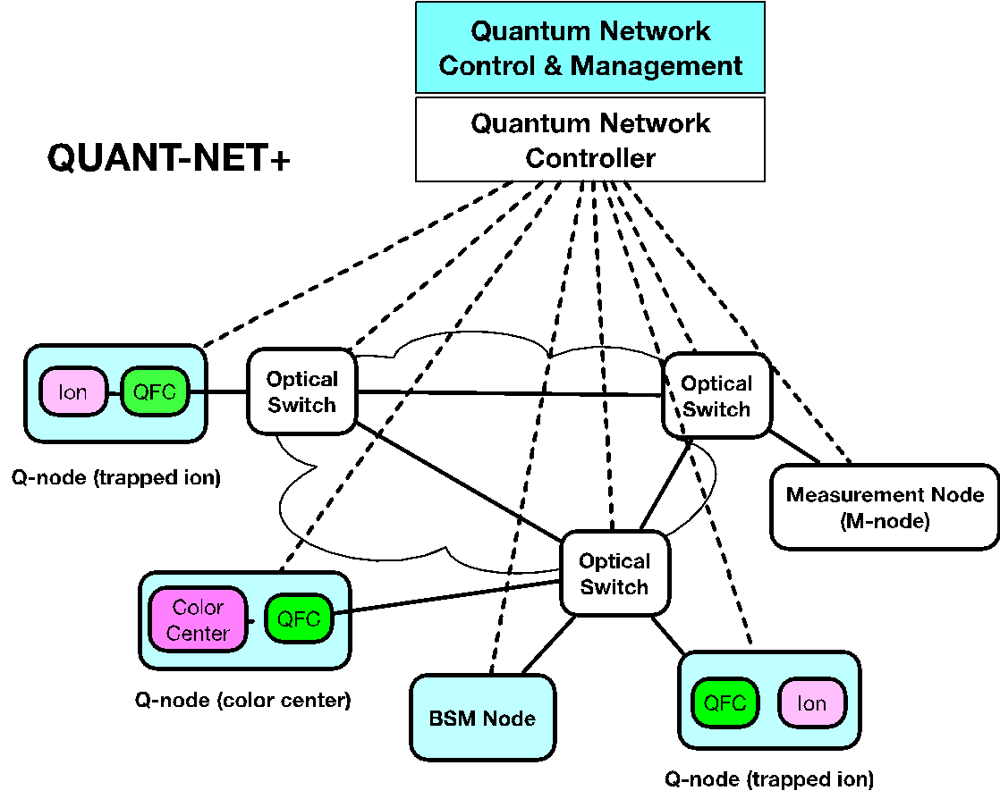 Quantum Network
Control & Management
Quantum Network
Controller
QUANT-NET+
Ion
QFC
Optical
Switch
Optical
Switch
Q-node (trapped ion)
Measurement Node
(M-node)
Optical
Switch
Color
Center
QFC
Q-node (color center)
BSM Node
QFC
Ion
Q-node (trapped ion)